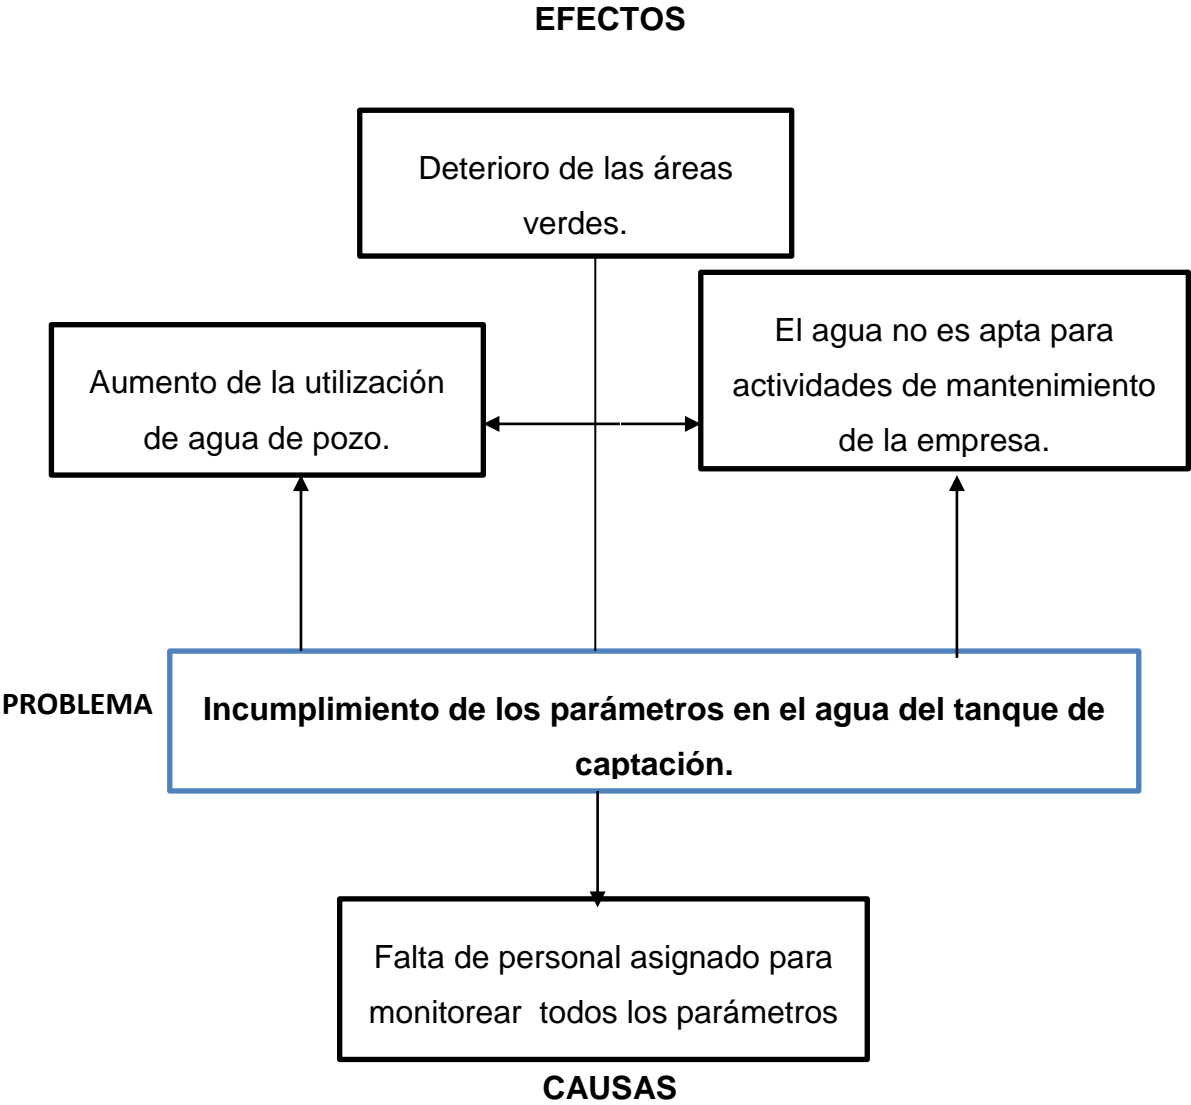 EFECTOS
Deterioro de las áreas
verdes.
Aumento de la utilización
de agua de pozo.
El agua no es apta para
actividades de mantenimiento
de la empresa.
PROBLEMA
Incumplimiento de los parámetros en el agua del tanque de
captación.
Falta de personal asignado para
monitorear  todos los parámetros
CAUSAS